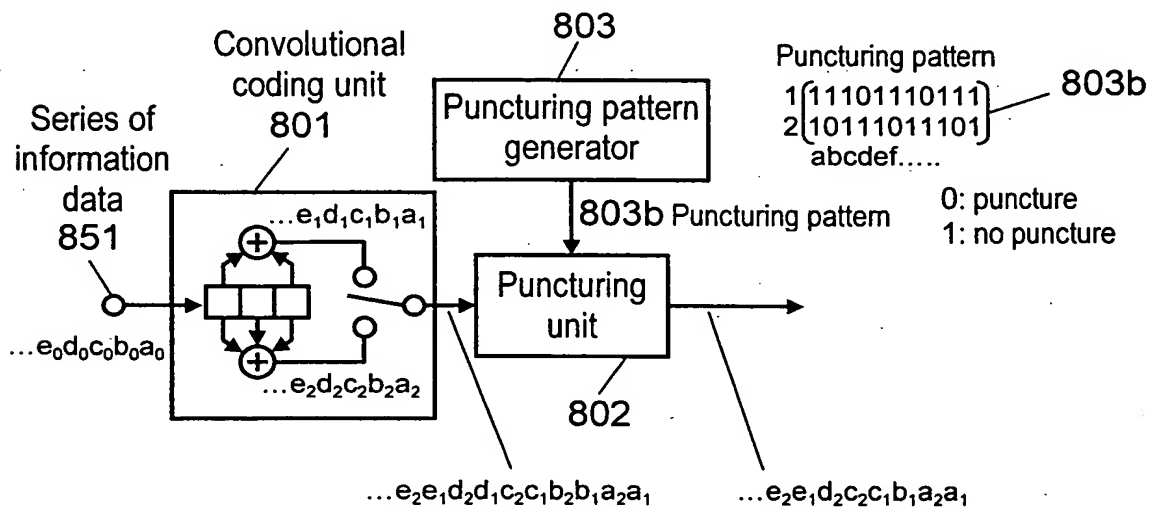 803
Convolutional
coding unit
801
Puncturing pattern
generator
Puncturing pattern
1 11101110111
2 10111011101
abcdef.....
803b
0: puncture
1: no puncture
Series of
information
data
851
...e₁d₁c₁b₁a₁
803b Puncturing pattern
Puncturing
unit
...e₀d₀c₀b₀a₀
...e₂d₂c₂b₂a₂
802
...e₂e₁d₂d₁c₂c₁b₂b₁a₂a₁
...e₂e₁d₂c₂c₁b₁a₂a₁